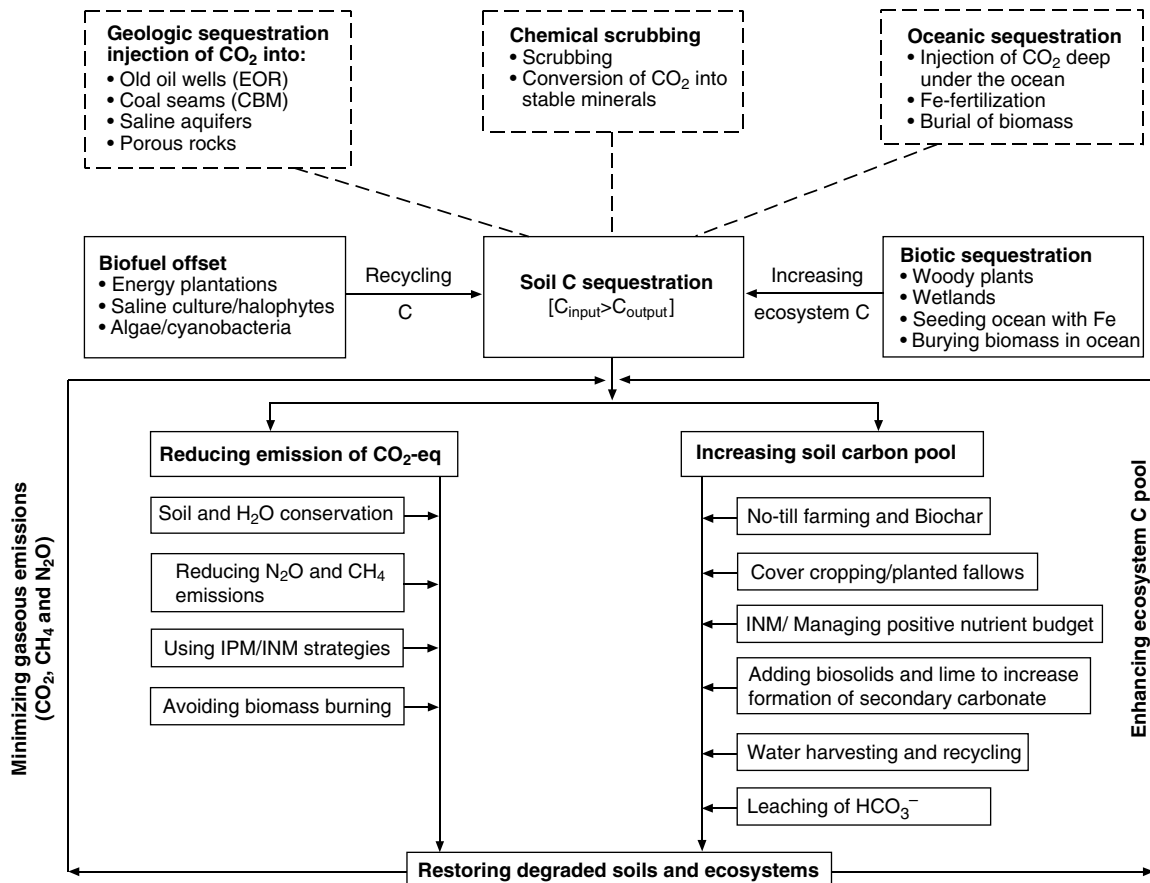 Geologic sequestration
injection of CO₂ into:
• Old oil wells (EOR)
• Coal seams (CBM)
• Saline aquifers
• Porous rocks
Chemical scrubbing
• Scrubbing
• Conversion of CO₂ into
stable minerals
Oceanic sequestration
• Injection of CO₂ deep
under the ocean
• Fe-fertilization
• Burial of biomass
Biofuel offset
• Energy plantations
• Saline culture/halophytes
• Algae/cyanobacteria
Recycling
C
Soil C sequestration
[C_input>C_output]
Increasing
ecosystem C
Biotic sequestration
• Woody plants
• Wetlands
• Seeding ocean with Fe
• Burying biomass in ocean
Reducing emission of CO₂-eq
Soil and H₂O conservation
Reducing N₂O and CH₄
emissions
Using IPM/INM strategies
Avoiding biomass burning
Increasing soil carbon pool
No-till farming and Biochar
Cover cropping/planted fallows
INM/ Managing positive nutrient budget
Adding biosolids and lime to increase
formation of secondary carbonate
Water harvesting and recycling
Leaching of HCO₃⁻
Minimizing gaseous emissions
(CO₂, CH₄ and N₂O)
Enhancing ecosystem C pool
Restoring degraded soils and ecosystems